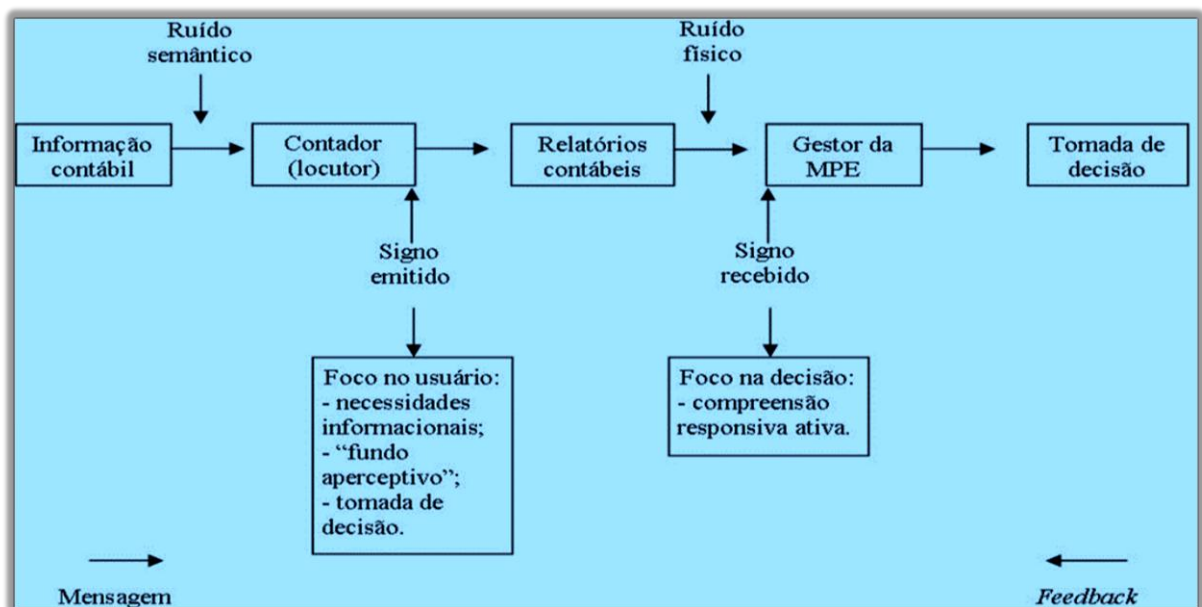 Ruído
semântico
Ruído
físico
Informação
contábil
Contador
(locutor)
Relatórios
contábeis
Gestor da
MPE
Tomada de
decisão
Signo
emitido
Signo
recebido
Foco no usuário:
- necessidades
informacionais;
- “fundo
aperceptivo”;
- tomada de
decisão.
Foco na decisão:
- compreensão
responsiva ativa.
Mensagem
Feedback